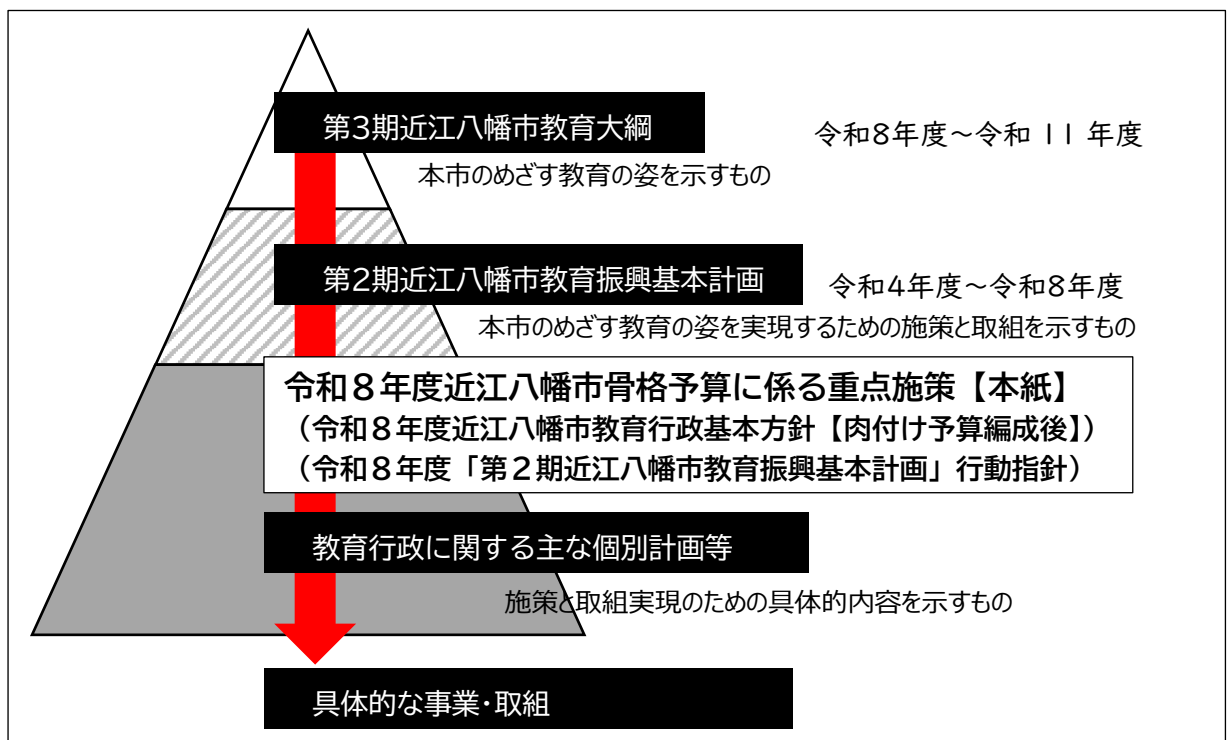 第3期近江八幡市教育大綱
令和8年度～令和 11 年度
本市のめざす教育の姿を示すもの
第2期近江八幡市教育振興基本計画
令和4年度～令和8年度
本市のめざす教育の姿を実現するための施策と取組を示すもの
令和８年度近江八幡市骨格予算に係る重点施策【本紙】
（令和８年度近江八幡市教育行政基本方針【肉付け予算編成後】）
（令和８年度「第２期近江八幡市教育振興基本計画」行動指針）
教育行政に関する主な個別計画等
施策と取組実現のための具体的内容を示すもの
具体的な事業・取組